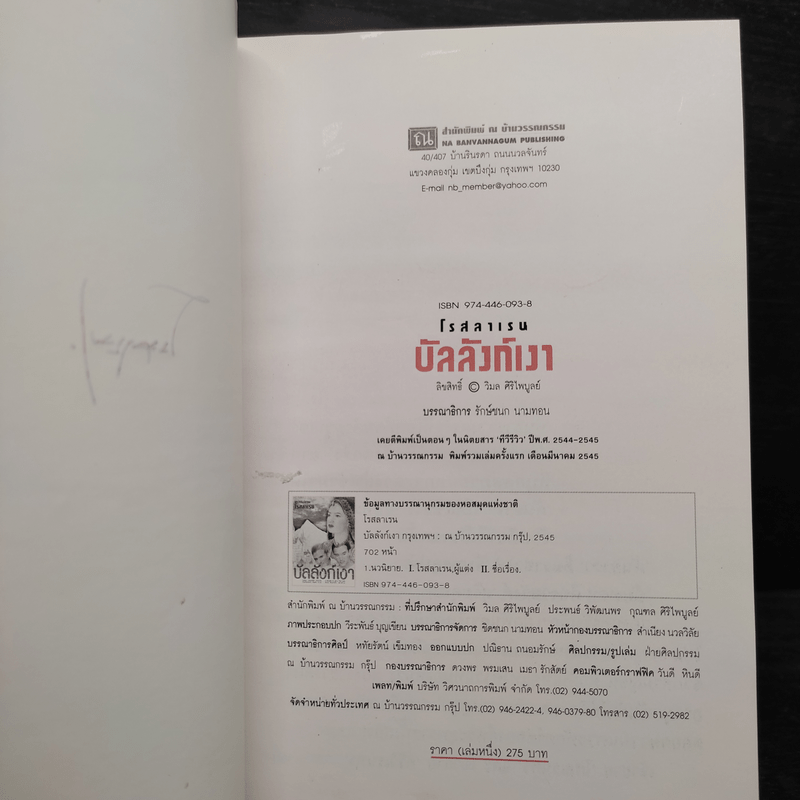 ณ สำนักพิมพ์ ณ บ้านวรรณกรรม
NA BANVANNAGUM PUBLISHING
40/407 บ้านรินรดา ถนนนวลจันทร์
แขวงคลองกุ่ม เขตบึงกุ่ม กรุงเทพฯ 10230
E-mail nb_member@yahoo.com
ISBN 974-446-093-8
โรสลาเรน
บัลลังก์เงา
ลิขสิทธิ์ © วิมล ศิริไพบูลย์
บรรณาธิการ รักษ์ชนก นามทอน
เคยตีพิมพ์เป็นตอนๆ ในนิตยสาร 'ทีวีรีวิว' ปีพ.ศ. 2544-2545
ณ บ้านวรรณกรรม พิมพ์รวมเล่มครั้งแรก เดือนมีนาคม 2545
บัลลังก์เงา
ข้อมูลทางบรรณานุกรมของหอสมุดแห่งชาติ
โรสลาเรน
บัลลังก์เงา กรุงเทพฯ : ณ บ้านวรรณกรรม กรุ๊ป, 2545
702 หน้า
1.นวนิยาย. I. โรสลาเรน,ผู้แต่ง II. ชื่อเรื่อง.
ISBN 974-446-093-8
สำนักพิมพ์ ณ บ้านวรรณกรรม : ที่ปรึกษาสำนักพิมพ์ วิมล ศิริไพบูลย์ ประพนธ์ วิพัฒนพร กุณฑล ศิริไพบูลย์
ภาพประกอบปก วีระพันธ์ บุญเขียน บรรณาธิการจัดการ ชิดชนก นามทอน หัวหน้ากองบรรณาธิการ สำเนียง นวลวิลัย
บรรณาธิการศิลป์ หทัยรัตน์ เข็มทอง ออกแบบปก ปณิธาน ถนอมรักษ์ ศิลปกรรม/รูปเล่ม ฝ่ายศิลปกรรม
ณ บ้านวรรณกรรม กรุ๊ป กองบรรณาธิการ ดวงพร พรมเสน เมธา รักสัตย์ คอมพิวเตอร์กราฟฟิค วันดี หินดี
เพลท/พิมพ์ บริษัท วิศวนาถการพิมพ์ จำกัด โทร.(02) 944-5070
จัดจำหน่ายทั่วประเทศ ณ บ้านวรรณกรรม กรุ๊ป โทร.(02) 946-2422-4, 946-0379-80 โทรสาร (02) 519-2982
ราคา (เล่มหนึ่ง) 275 บาท